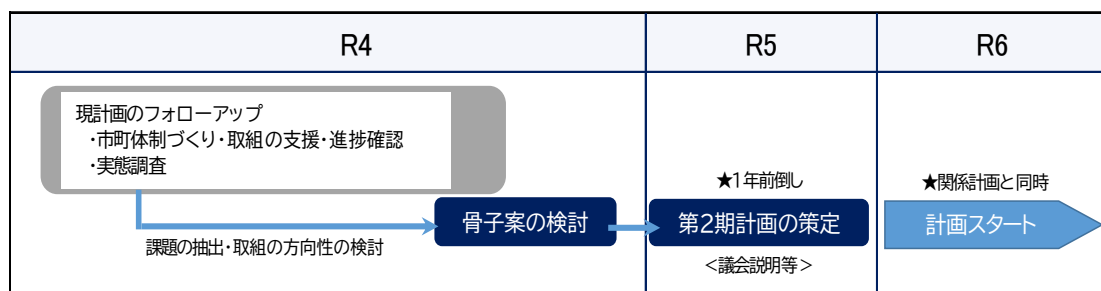 R4
R5
R6
現計画のフォローアップ
・市町体制づくり・取組の支援・進捗確認
・実態調査
課題の抽出・取組の方向性の検討
骨子案の検討
★1年前倒し
第2期計画の策定
<議会説明等>
★関係計画と同時
計画スタート